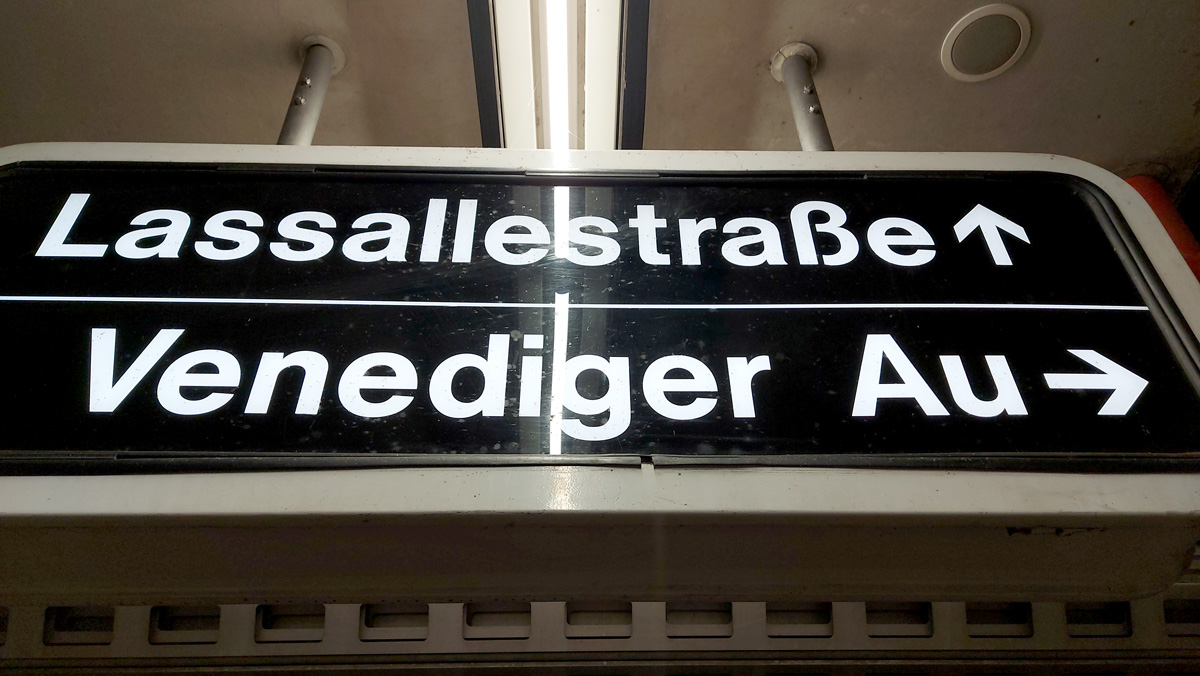 Lassallestraße ↑
Venediger Au →